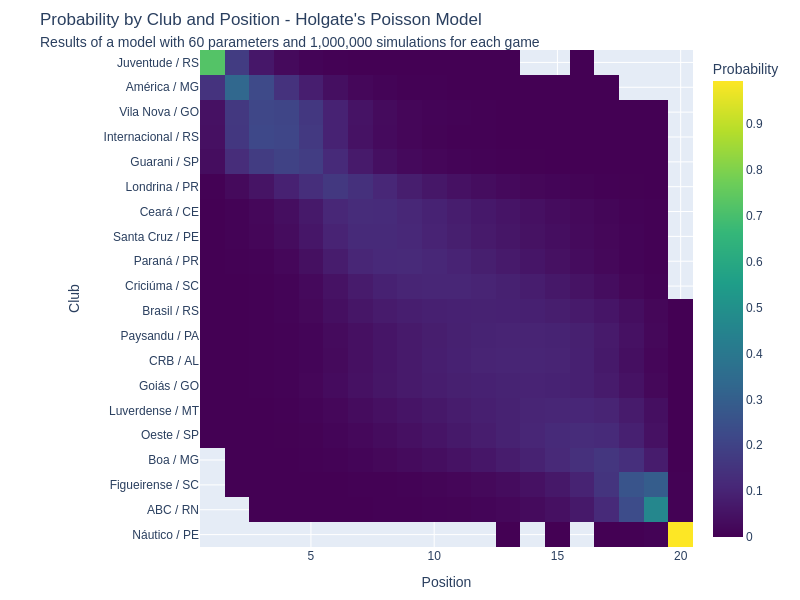 Probability by Club and Position - Holgate's Poisson Model
Results of a model with 60 parameters and 1,000,000 simulations for each game
Probability
Club
Juventude / RS
América / MG
Vila Nova / GO
Internacional / RS
Guarani / SP
Londrina / PR
Ceará / CE
Santa Cruz / PE
Paraná / PR
Criciúma / SC
Brasil / RS
Paysandu / PA
CRB / AL
Goiás / GO
Luverdense / MT
Oeste / SP
Boa / MG
Figueirense / SC
ABC / RN
Náutico / PE
0.9
0.8
0.7
0.6
0.5
0.4
0.3
0.2
0.1
0
5 10 15 20
Position